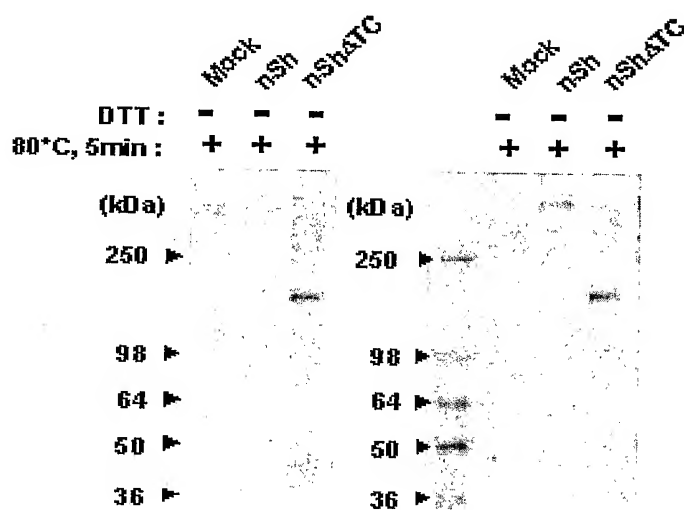 Mock nSh nShΔTC
DTT : - - -
80°C, 5min : + + +
(kDa)
250
98
64
50
36
Mock nSh nShΔTC
- - -
+ + +
(kDa)
250
98
64
50
36